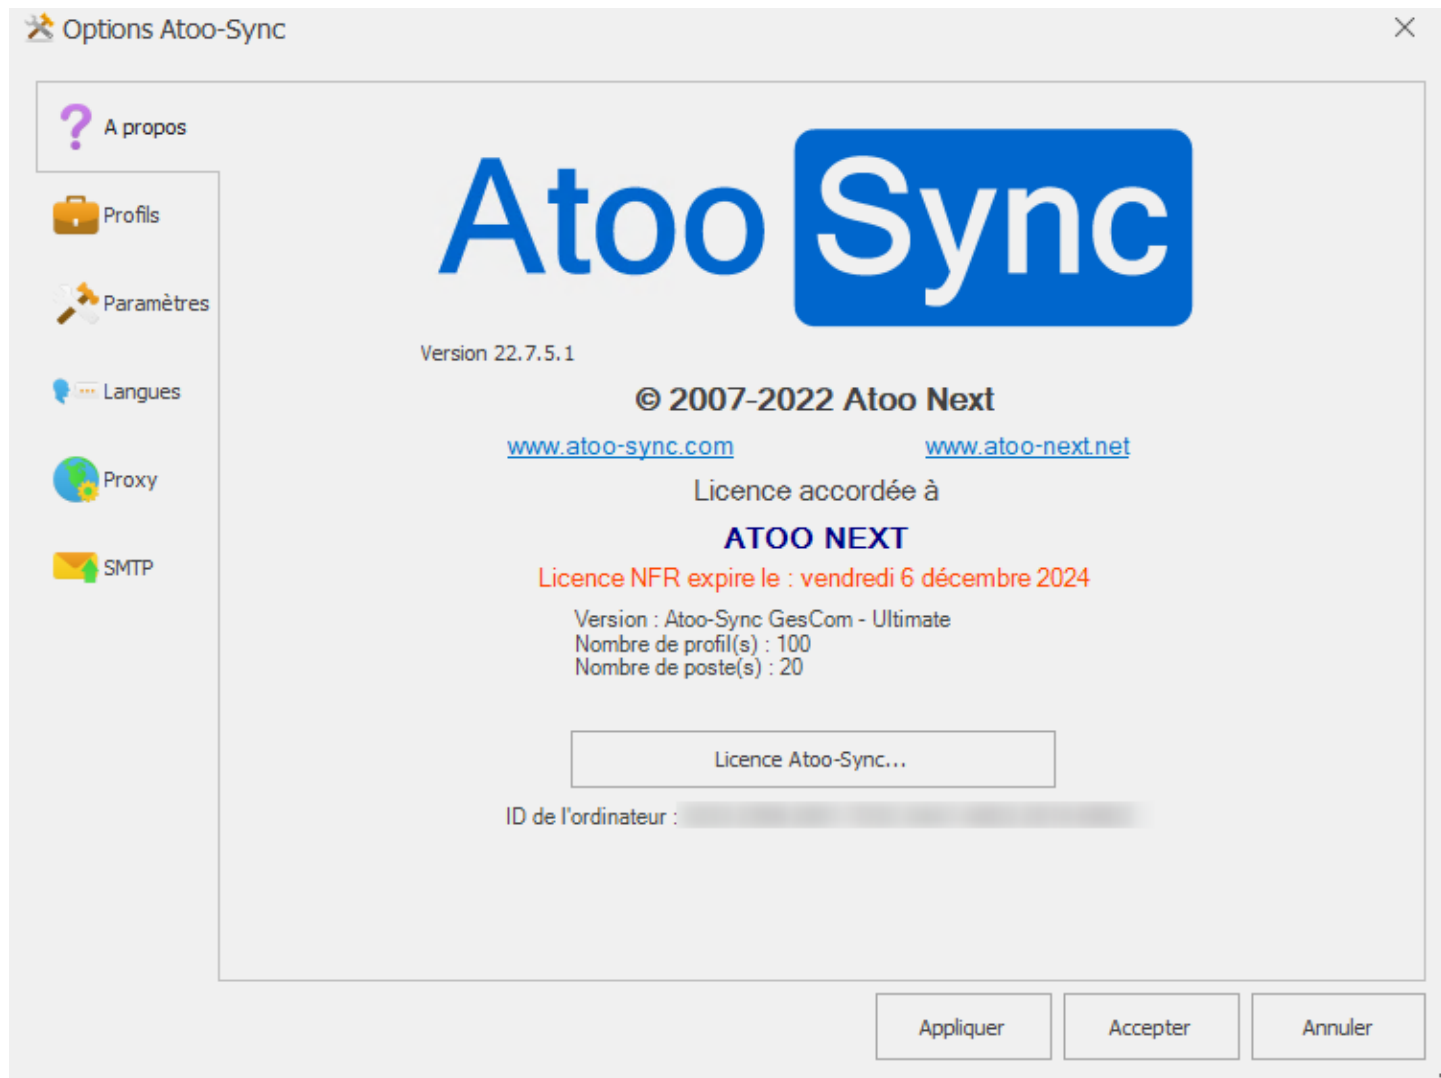 Options Atoo-Sync
A propos
Profils
Paramètres
Langues
Proxy
SMTP
Atoo Sync
Version 22.7.5.1
© 2007-2022 Atoo Next
www.atoo-sync.com www.atoo-next.net
Licence accordée à
ATOO NEXT
Licence NFR expire le : vendredi 6 décembre 2024
Version : Atoo-Sync GesCom - Ultimate
Nombre de profil(s) : 100
Nombre de poste(s) : 20
Licence Atoo-Sync...
ID de l'ordinateur :
Appliquer Accepter Annuler